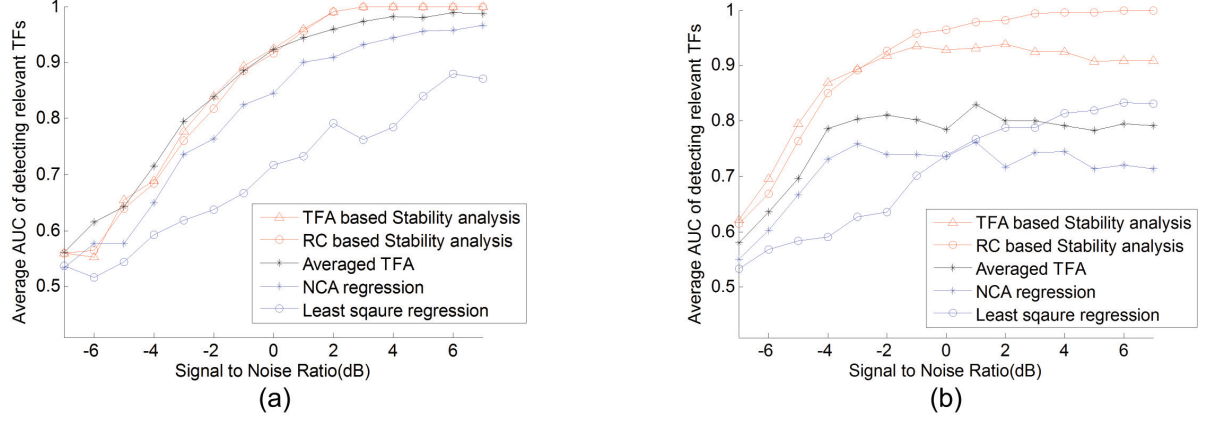 Average AUC of detecting relevant TFs
1
0.9
0.8
0.7
0.6
0.5
TFA based Stability analysis
RC based Stability analysis
Averaged TFA
NCA regression
Least sqaure regression
-6 -4 -2 0 2 4 6
Signal to Noise Ratio(dB)
(a)
Average AUC of detecting relevant TFs
1
0.9
0.8
0.7
0.6
0.5
TFA based Stability analysis
RC based Stability analysis
Averaged TFA
NCA regression
Least sqaure regression
-6 -4 -2 0 2 4 6
Signal to Noise Ratio(dB)
(b)